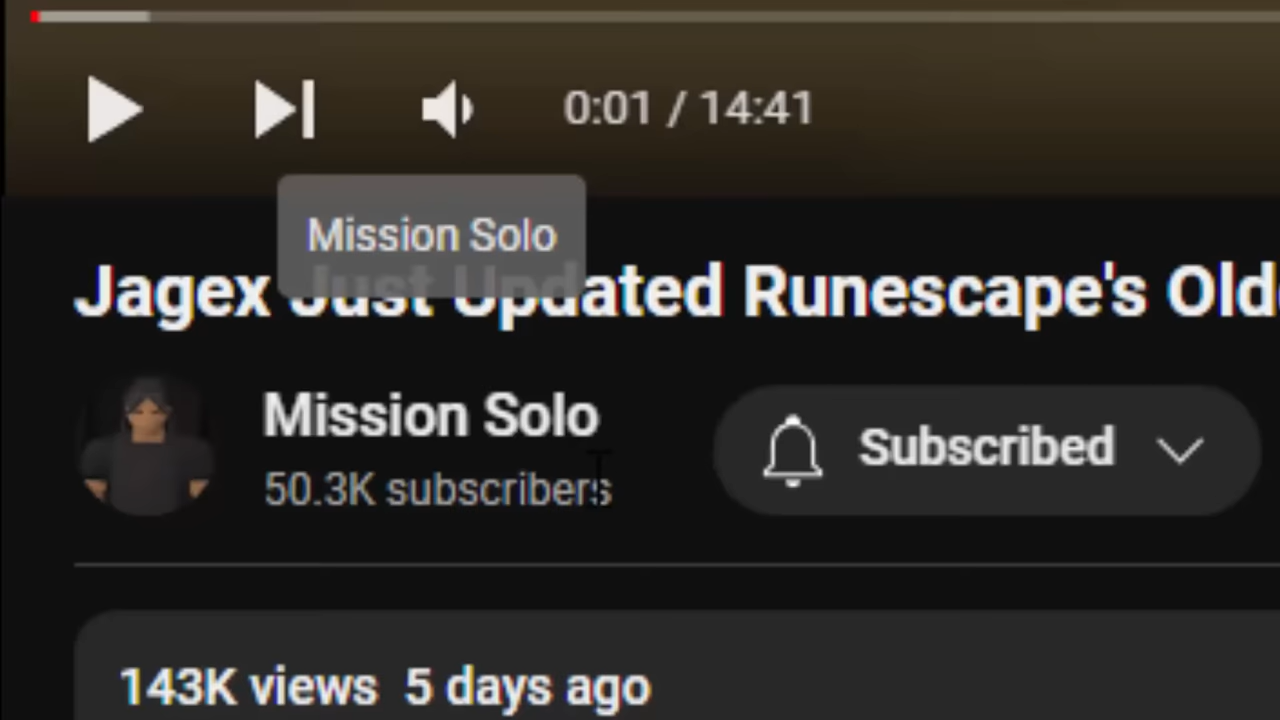 0:01 / 14:41
Mission Solo
Jagex Just Updated Runescape's Old
Mission Solo
Subscribed
50.3K subscribers
143K views 5 days ago